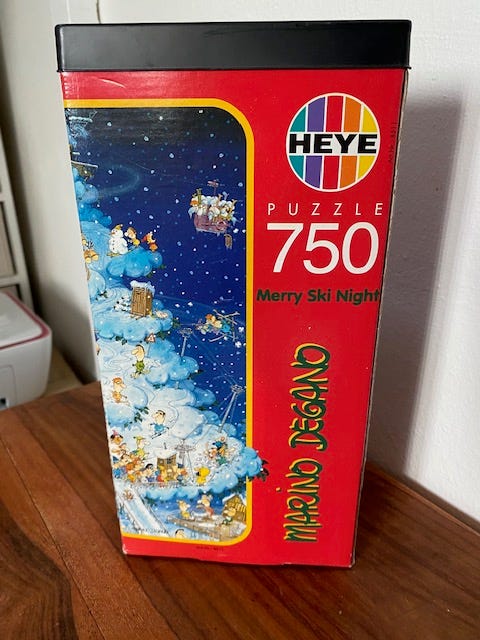 HEYE
PUZZLE
750
Merry Ski Night
MARINO DEGANO